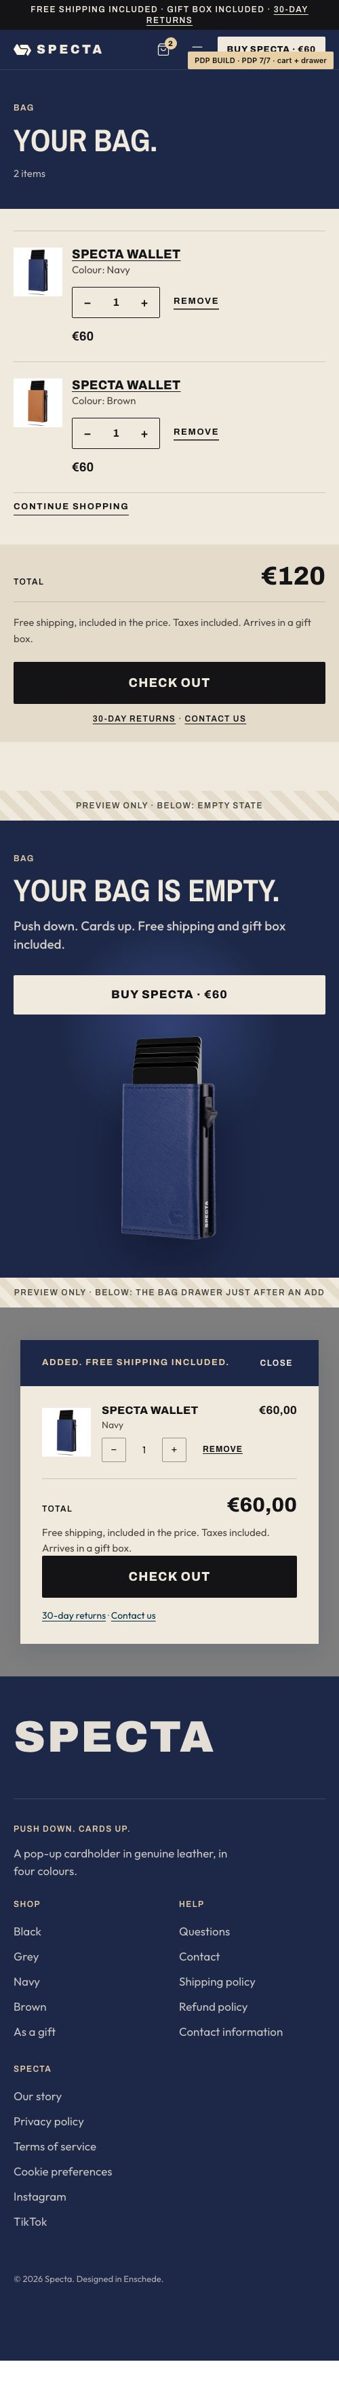 FREE SHIPPING INCLUDED · GIFT BOX INCLUDED · 30-DAY
RETURNS
SPECTA
2
BUY SPECTA · €60
PDP BUILD · PDP 7/7 · cart + drawer
BAG
YOUR BAG.
2 items
SPECTA WALLET
Colour: Navy
− 1 + REMOVE
€60
SPECTA WALLET
Colour: Brown
− 1 + REMOVE
€60
CONTINUE SHOPPING
TOTAL €120
Free shipping, included in the price. Taxes included. Arrives in a gift
box.
CHECK OUT
30-DAY RETURNS · CONTACT US
PREVIEW ONLY · BELOW: EMPTY STATE
BAG
YOUR BAG IS EMPTY.
Push down. Cards up. Free shipping and gift box
included.
BUY SPECTA · €60
SPECTA
PREVIEW ONLY · BELOW: THE BAG DRAWER JUST AFTER AN ADD
ADDED. FREE SHIPPING INCLUDED. CLOSE
SPECTA WALLET €60,00
Navy
− 1 + REMOVE
TOTAL €60,00
Free shipping, included in the price. Taxes included.
Arrives in a gift box.
CHECK OUT
30-day returns · Contact us
SPECTA
PUSH DOWN. CARDS UP.
A pop-up cardholder in genuine leather, in
four colours.
SHOP
Black
Grey
Navy
Brown
As a gift
HELP
Questions
Contact
Shipping policy
Refund policy
Contact information
SPECTA
Our story
Privacy policy
Terms of service
Cookie preferences
Instagram
TikTok
© 2026 Specta. Designed in Enschede.